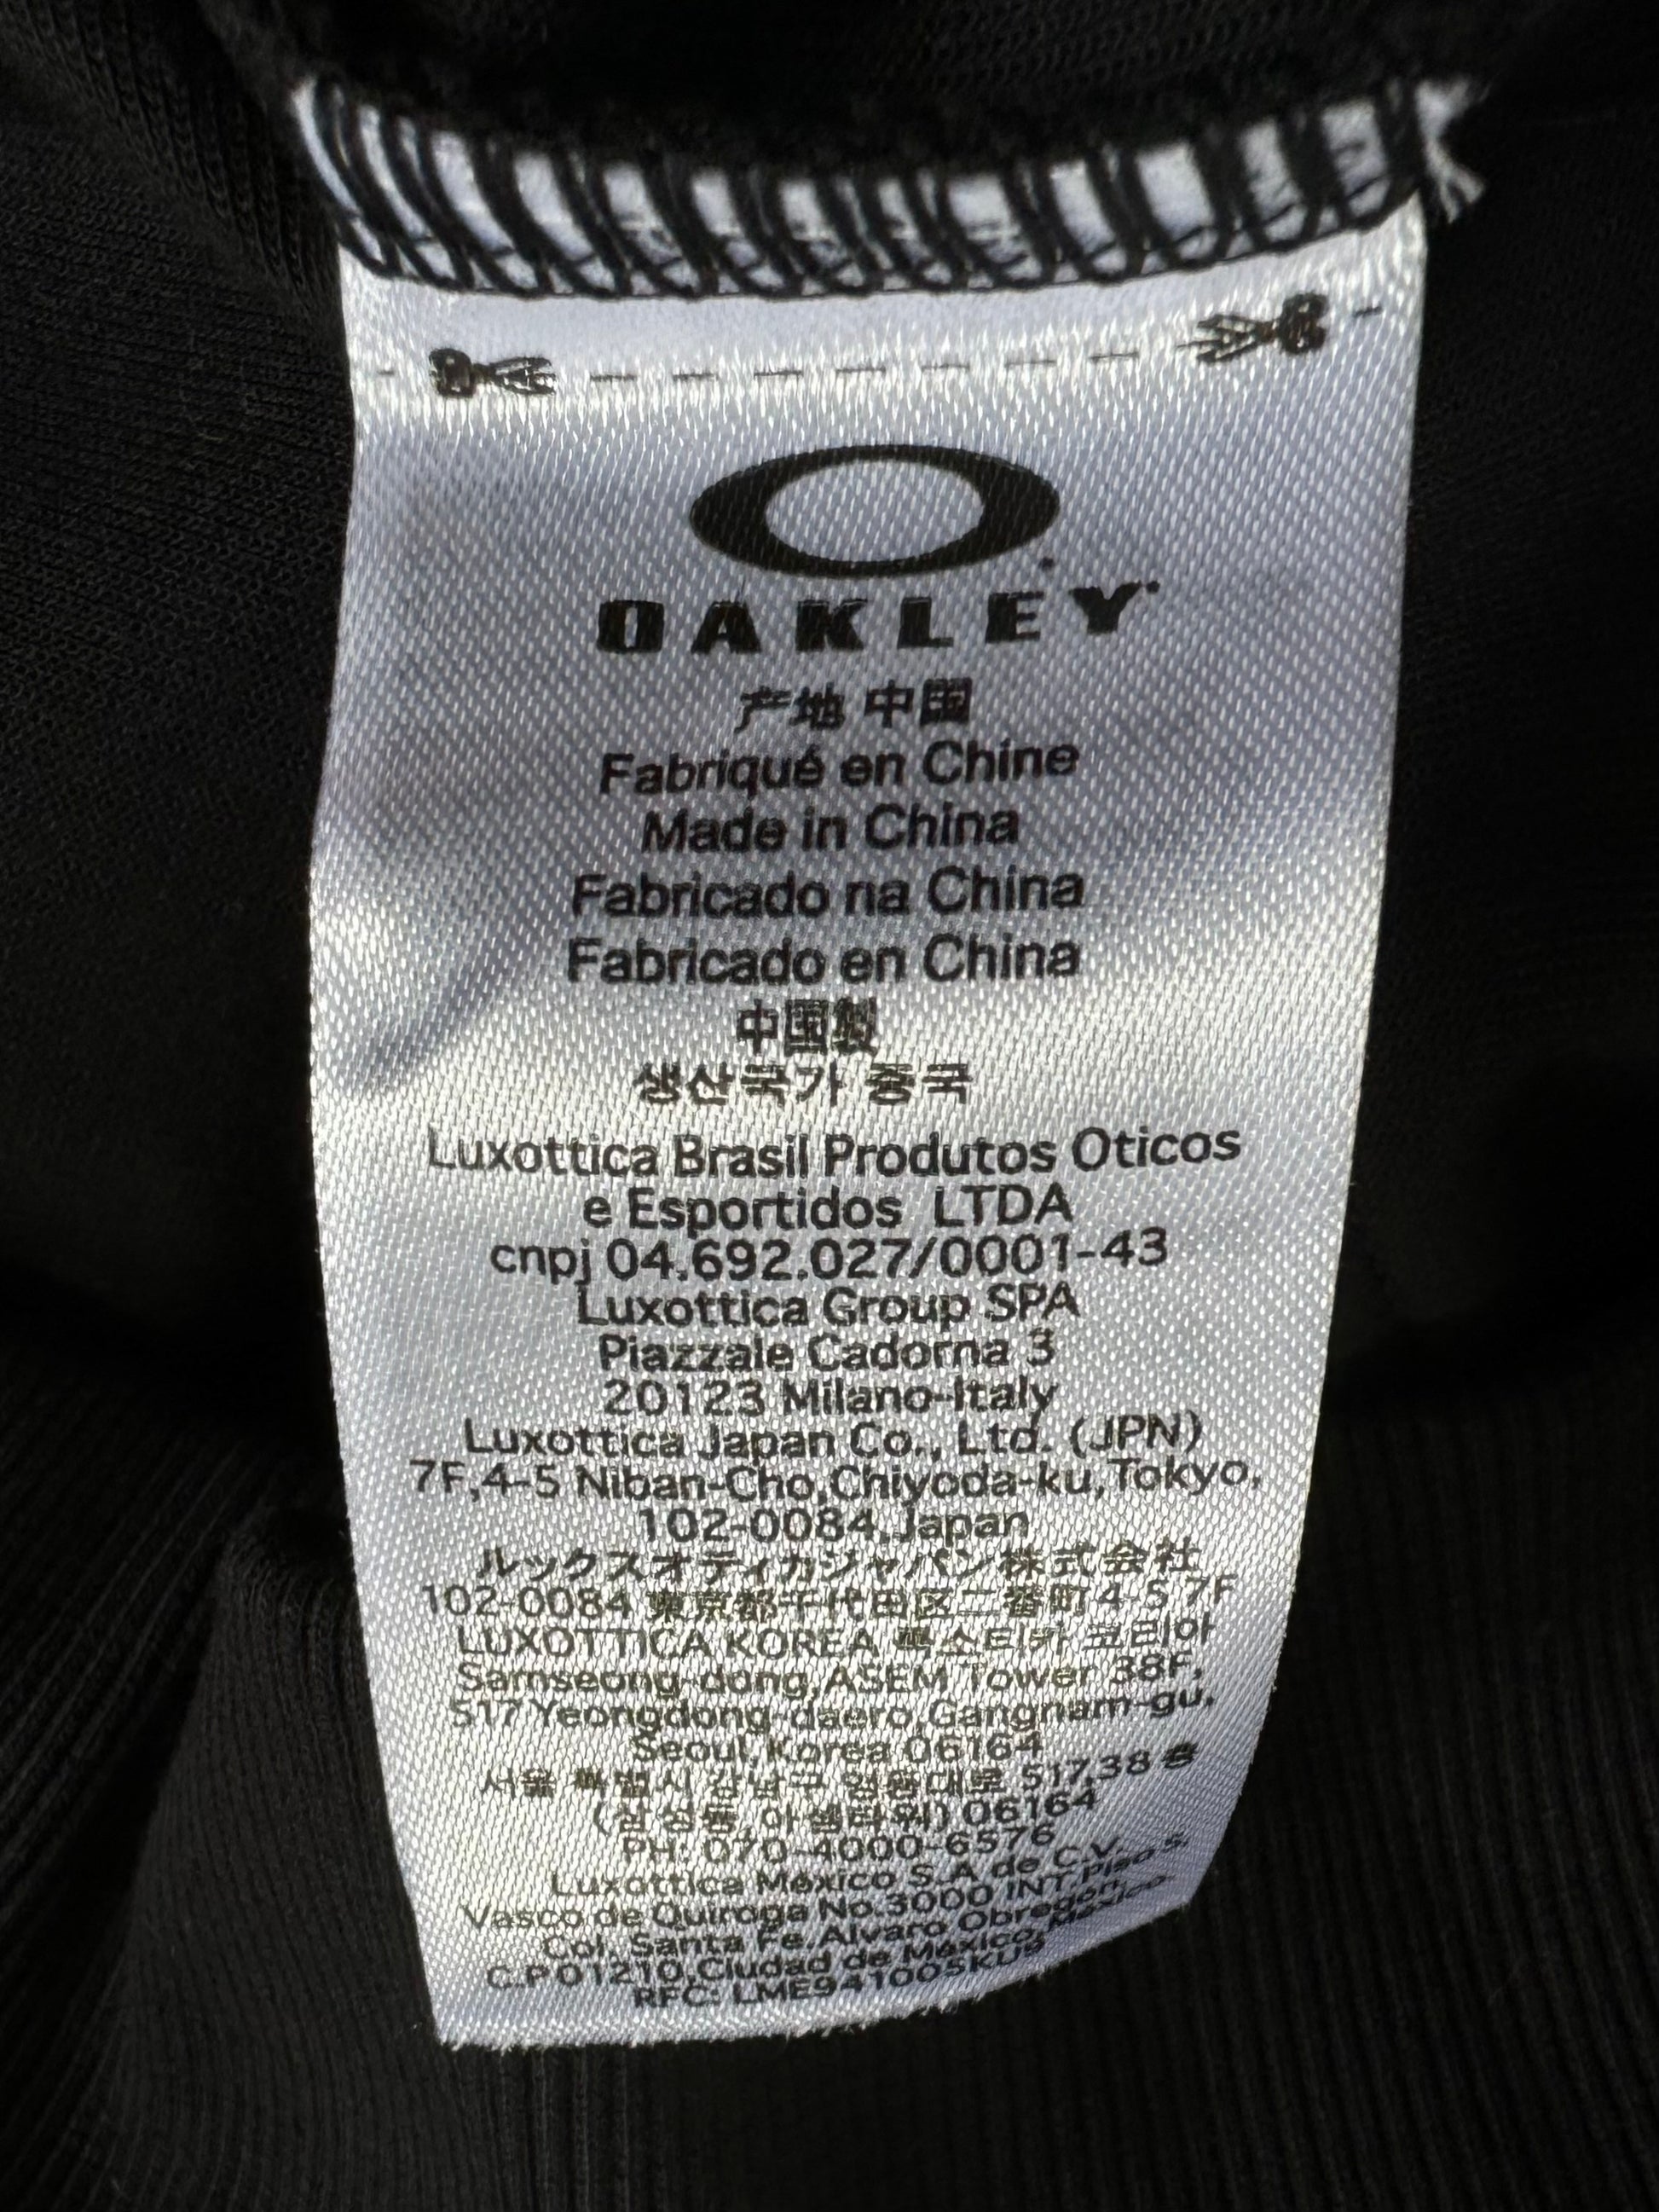 OAKLEY
产地 中国
Fabriqué en Chine
Made in China
Fabricado na China
Fabricado en China
中国製
생산국가 중국
Luxottica Brasil Produtos Oticos
e Esportidos LTDA
cnpj 04.692.027/0001-43
Luxottica Group SPA
Piazzale Cadorna 3
20123 Milano-Italy
Luxottica Japan Co., Ltd. (JPN)
7F,4-5 Niban-Cho,Chiyoda-ku,Tokyo,
102-0084,Japan
ルックスオティカジャパン株式会社
102-0084 東京都千代田区二番町 4-5 7F
LUXOTTICA KOREA 룩소티카 코리아
Samseong-dong,ASEM Tower 38F,
517 Yeongdong-daero,Gangnam-gu,
Seoul,Korea 06164
서울 특별시 강남구 영동대로 517,38 층
(삼성동,아셈타워) 06164
PH: 070-4000-6576
Luxottica Mexico S.A de C.V.
Vasco de Quiroga No.3000 INT.Piso 5,
Col. Santa Fe,Alvaro Obregon,
C.P 01210,Ciudad de Mexico, Mexico.
RFC: LME941005KU9